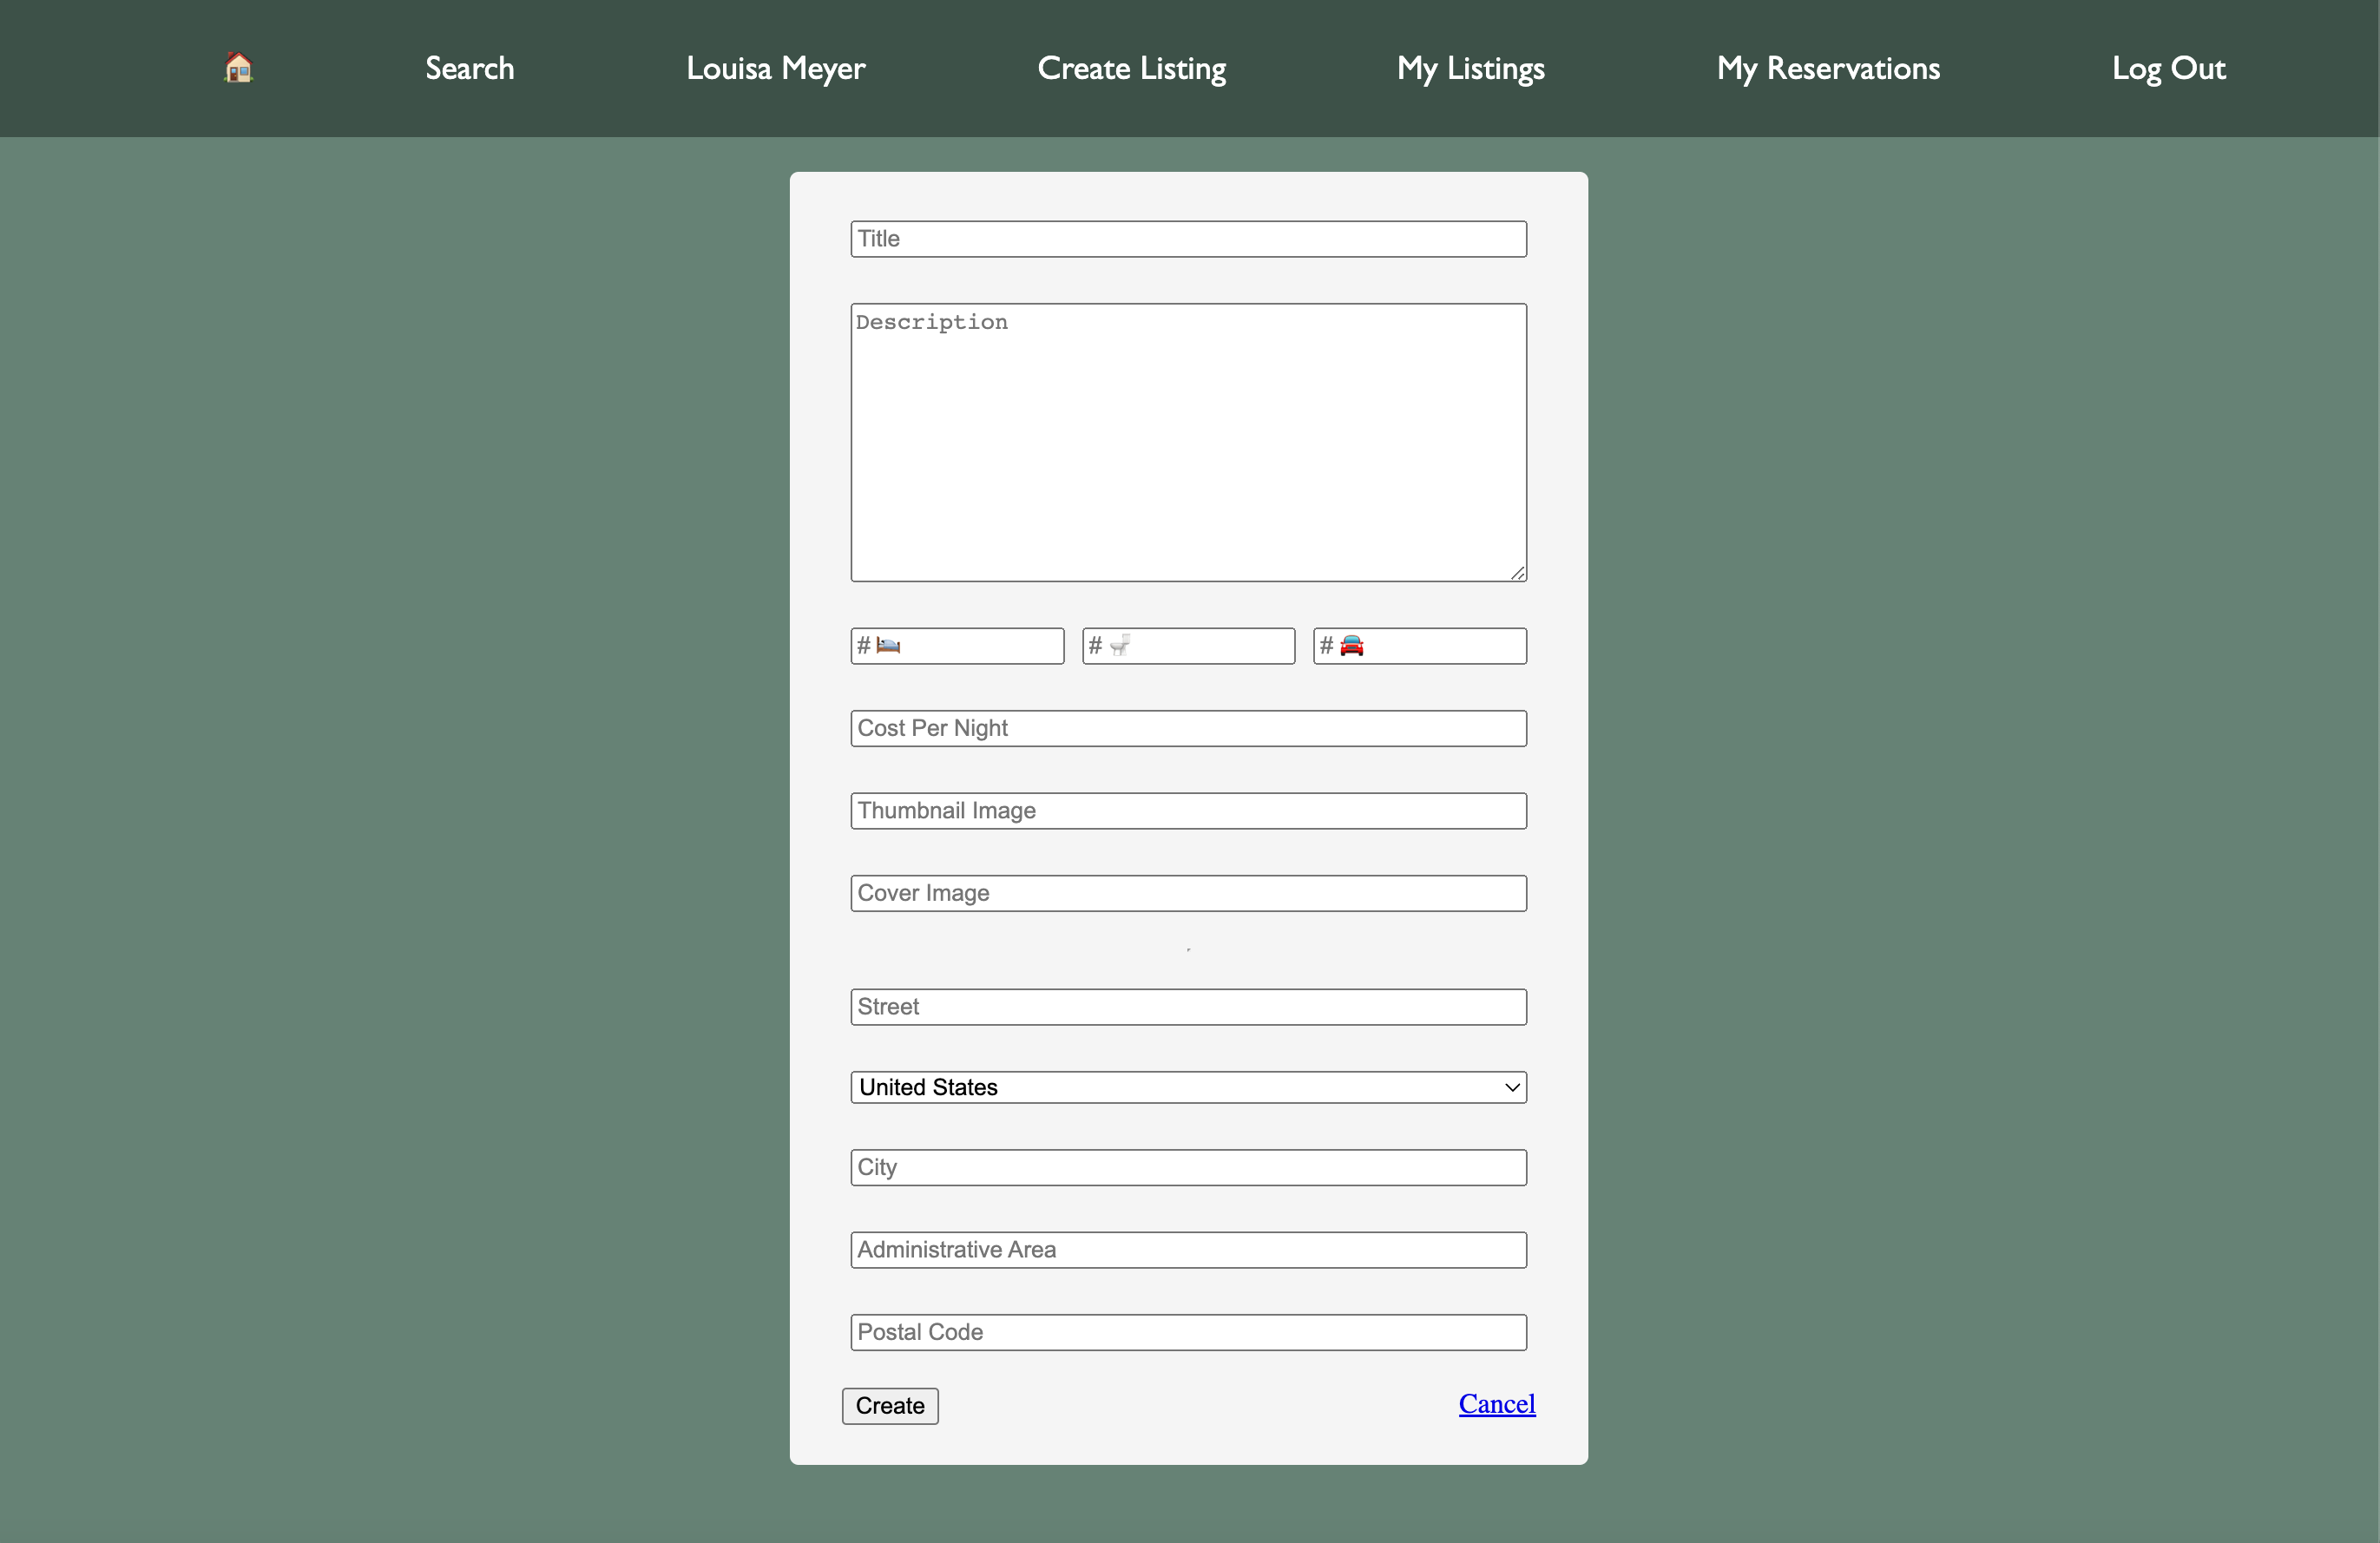 🏠 Search Louisa Meyer Create Listing My Listings My Reservations Log Out
Title
Description
# 🛌 # 🚽 # 🚘
Cost Per Night
Thumbnail Image
Cover Image
Street
United States
City
Administrative Area
Postal Code
Create Cancel